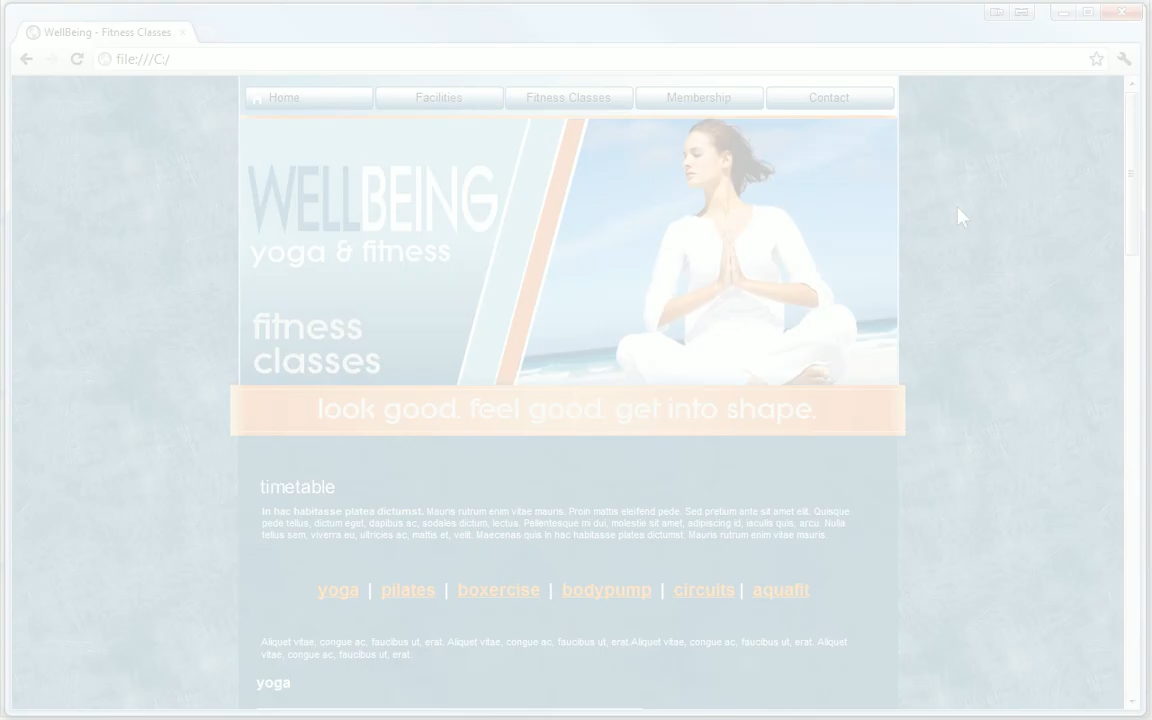 WellBeing - Fitness Classes
file:///C:/
Home Facilities Fitness Classes Membership Contact
WELLBEING
yoga & fitness
fitness
classes
look good. feel good. get into shape.
timetable
In hac habitasse platea dictumst. Mauris rutrum enim vitae mauris. Proin mattis eleifend pede. Sed pretium ante sit amet elit. Quisque
pede tellus, dictum eget, dapibus ac, sodales dictum, lectus. Pellentesque mi dui, molestie sit amet, adipiscing id, iaculis quis, arcu. Nulla
tellus sem, viverra eu, ultricies ac, mattis et, velit. Maecenas quis In hac habitasse platea dictumst. Mauris rutrum enim vitae mauris.
yoga | pilates | boxercise | bodypump | circuits | aquafit
Aliquet vitae, congue ac, faucibus ut, erat. Aliquet vitae, congue ac, faucibus ut, erat.Aliquet vitae, congue ac, faucibus ut, erat. Aliquet
vitae, congue ac, faucibus ut, erat.
yoga